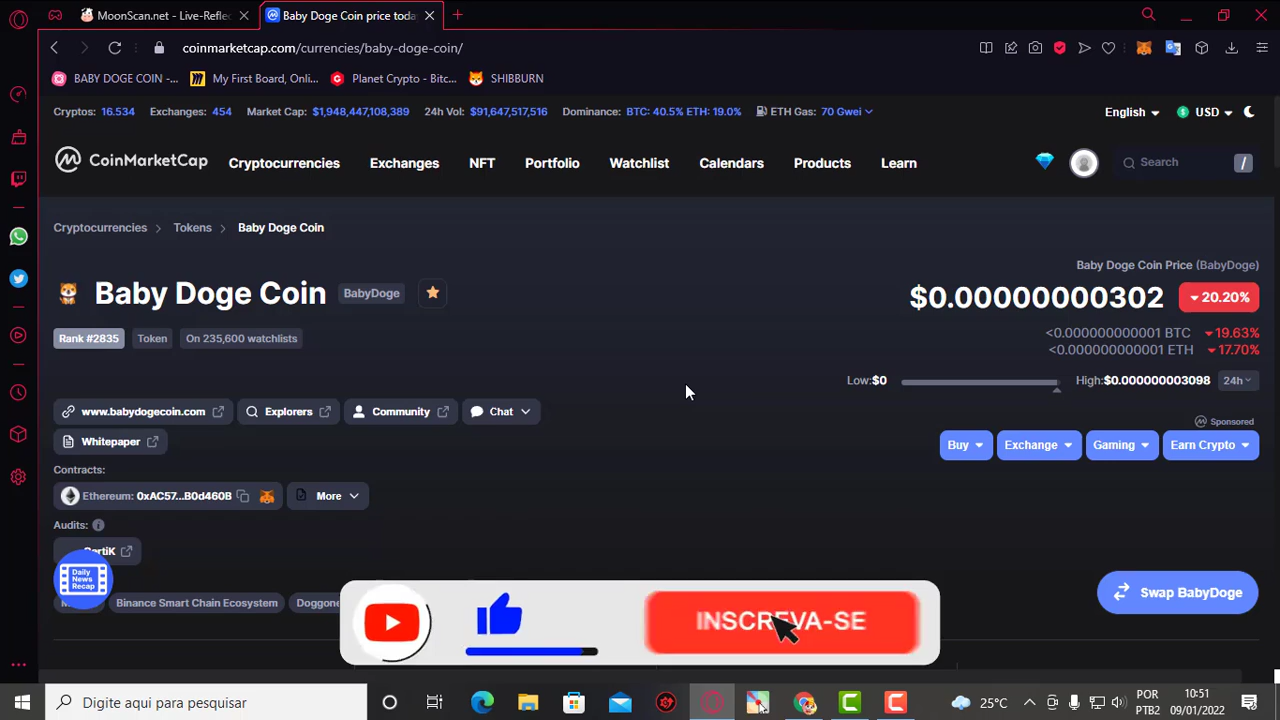 MoonScan.net - Live-Reflec
Baby Doge Coin price toda
coinmarketcap.com/currencies/baby-doge-coin/
BABY DOGE COIN -...
My First Board, Onli...
Planet Crypto - Bitc...
SHIBBURN
Cryptos: 16.534 Exchanges: 454 Market Cap: $1,948,447,108,389 24h Vol: $91,647,517,516 Dominance: BTC: 40.5% ETH: 19.0% ETH Gas: 70 Gwei
English USD
CoinMarketCap
Cryptocurrencies Exchanges NFT Portfolio Watchlist Calendars Products Learn
Search /
Cryptocurrencies > Tokens > Baby Doge Coin
Baby Doge Coin BabyDoge
Rank #2835 Token On 235,600 watchlists
Baby Doge Coin Price (BabyDoge)
$0.00000000302 20.20%
<0.000000000001 BTC 19.63%
<0.000000000001 ETH 17.70%
Low:$0 High:$0.000000003098 24h
www.babydogecoin.com Explorers Community Chat
Whitepaper
Sponsored
Buy Exchange Gaming Earn Crypto
Contracts:
Ethereum: 0xAC57...B0d460B More
Audits:
CertiK
Daily
News
Recap
Binance Smart Chain Ecosystem
Doggone
Swap BabyDoge
INSCREVA-SE
Digite aqui para pesquisar
25°C
POR
PTB2
10:51
09/01/2022